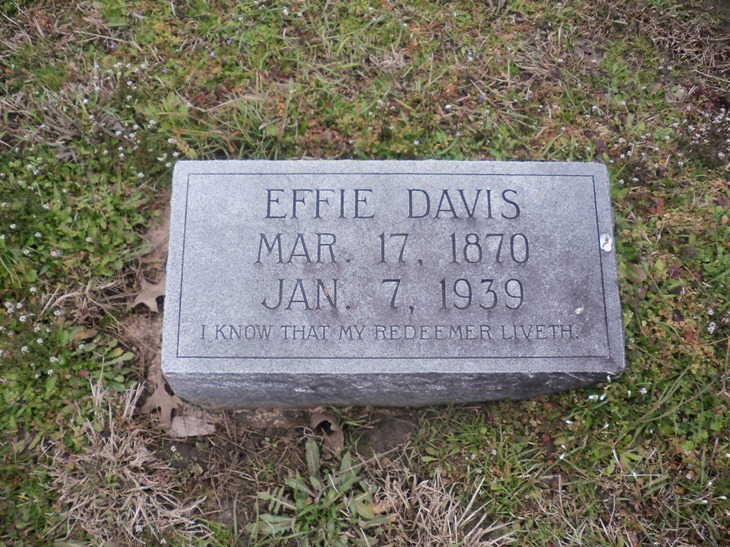 EFFIE DAVIS
MAR. 17, 1870
JAN. 7, 1939
I KNOW THAT MY REDEEMER LIVETH.